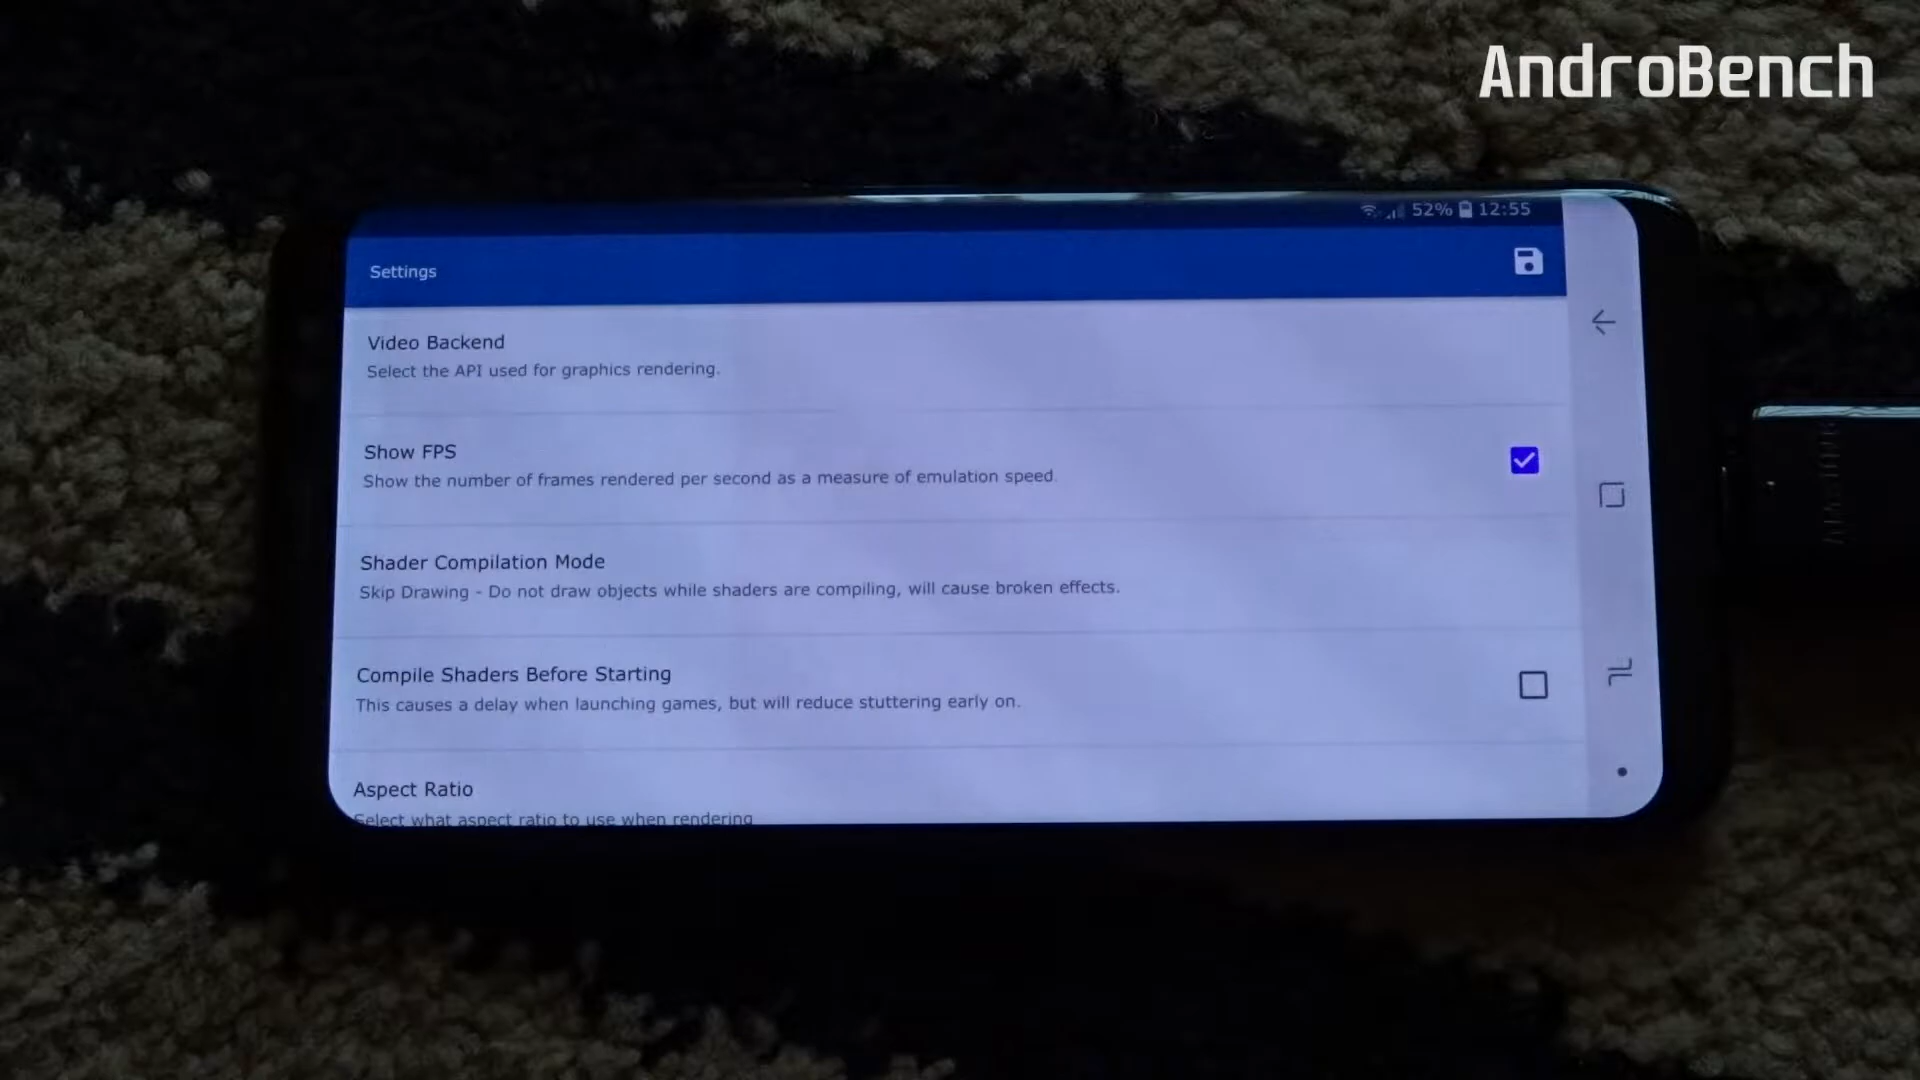 AndroBench
52% 12:55
Settings
Video Backend
Select the API used for graphics rendering.
Show FPS
Show the number of frames rendered per second as a measure of emulation speed.
Shader Compilation Mode
Skip Drawing - Do not draw objects while shaders are compiling, will cause broken effects.
Compile Shaders Before Starting
This causes a delay when launching games, but will reduce stuttering early on.
Aspect Ratio
Select what aspect ratio to use when rendering